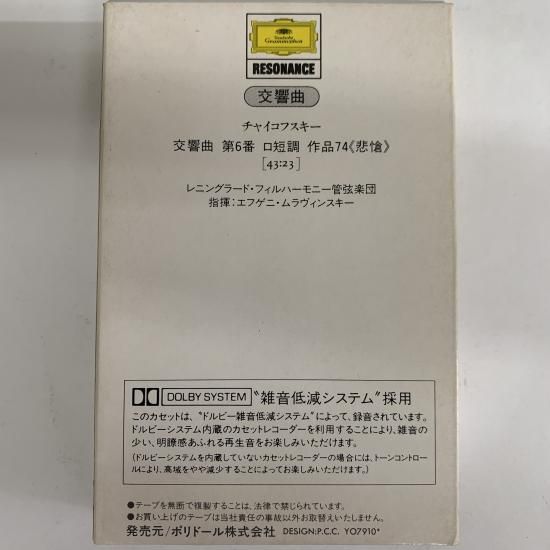 Deutsche
Grammophon
RESONANCE
交響曲
チャイコフスキー
交響曲 第6番 ロ短調 作品74《悲愴》
[43:23]
レニングラード・フィルハーモニー管弦楽団
指揮:エフゲニ・ムラヴィンスキー
DOLBY SYSTEM 〝雑音低減システム〟採用
このカセットは、〝ドルビー雑音低減システム〟によって、録音されています。
ドルビーシステム内蔵のカセットレコーダーを利用することにより、雑音の
少い、明瞭感あふれる再生音をお楽しみいただけます。
(ドルビーシステムを内蔵していないカセットレコーダーの場合には、トーンコントロ
ールにより、高域をやや減少することによってお楽しみいただけます。)
●テープを無断で複製することは、法律で禁じられています。
●お買い上げのテープは当社責任の事故以外お取替えいたしません。
発売元/ポリドール株式会社 DESIGN:P.C.C. YO7910*